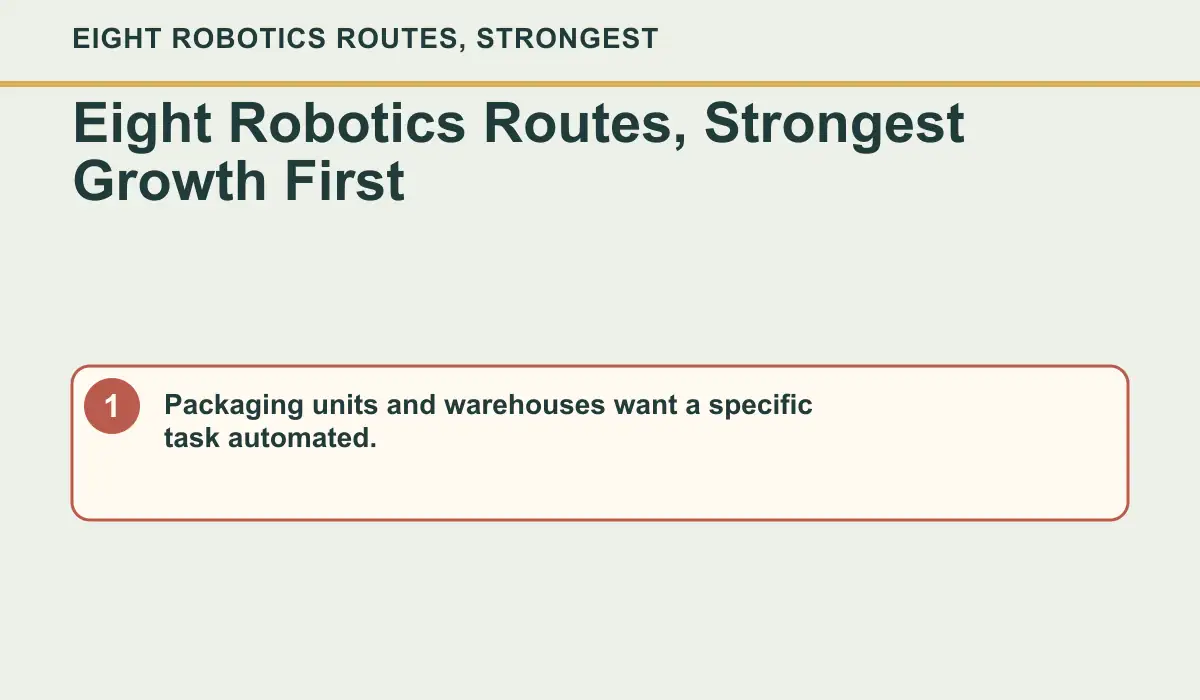 EIGHT ROBOTICS ROUTES, STRONGEST
Eight Robotics Routes, Strongest
Growth First
1
Packaging units and warehouses want a specific
task automated.